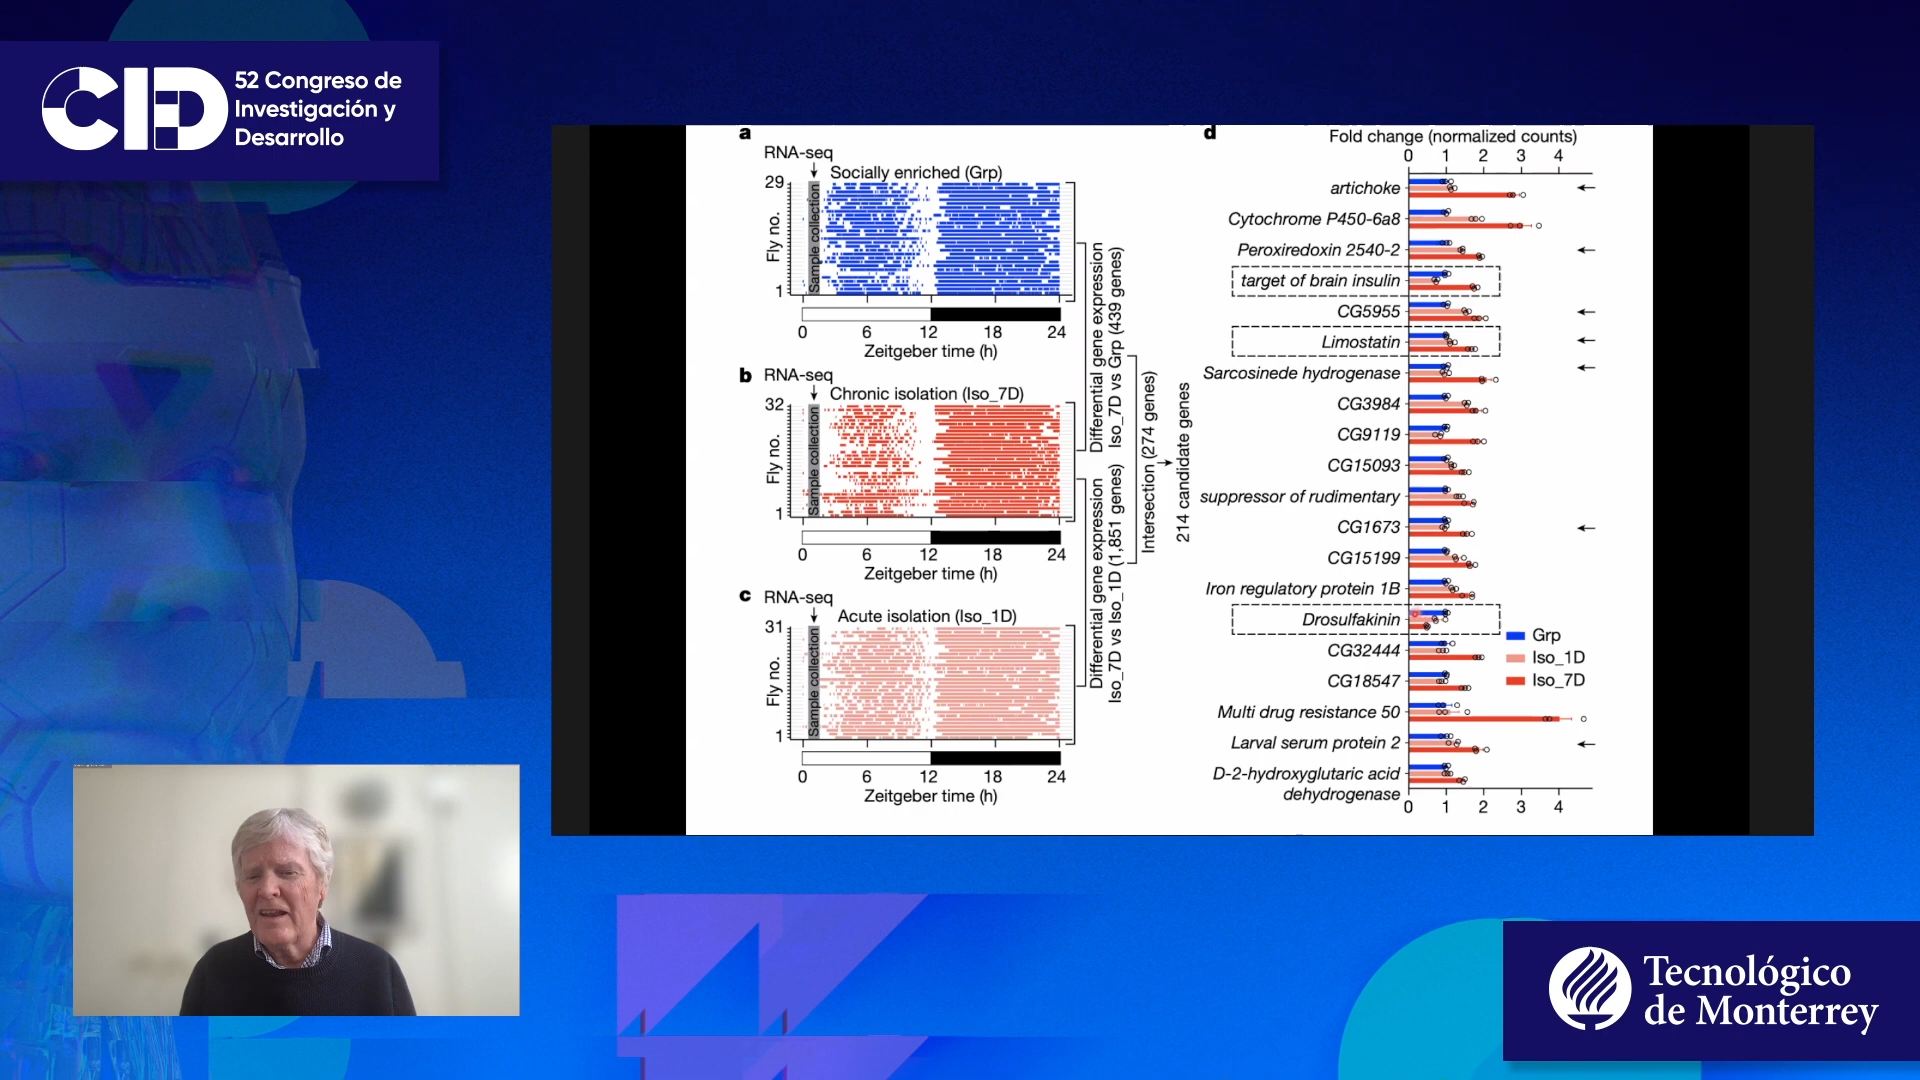 CID
52 Congreso de
Investigación y
Desarrollo
a
RNA-seq
Socially enriched (Grp)
29
1
Fly no.
Sample collection
0 6 12 18 24
Zeitgeber time (h)
b
RNA-seq
Chronic isolation (Iso_7D)
32
1
Fly no.
Sample collection
0 6 12 18 24
Zeitgeber time (h)
c
RNA-seq
Acute isolation (Iso_1D)
31
1
Fly no.
Sample collection
0 6 12 18 24
Zeitgeber time (h)
Differential gene expression
Iso_7D vs Grp (439 genes)
Differential gene expression
Iso_7D vs Iso_1D (1,851 genes)
Intersection (274 genes)
214 candidate genes
d
Fold change (normalized counts)
0 1 2 3 4
artichoke
Cytochrome P450-6a8
Peroxiredoxin 2540-2
target of brain insulin
CG5955
Limostatin
Sarcosinede hydrogenase
CG3984
CG9119
CG15093
suppressor of rudimentary
CG1673
CG15199
Iron regulatory protein 1B
Drosulfakinin
CG32444
CG18547
Multi drug resistance 50
Larval serum protein 2
D-2-hydroxyglutaric acid
dehydrogenase
0 1 2 3 4
Grp
Iso_1D
Iso_7D
Tecnológico
de Monterrey